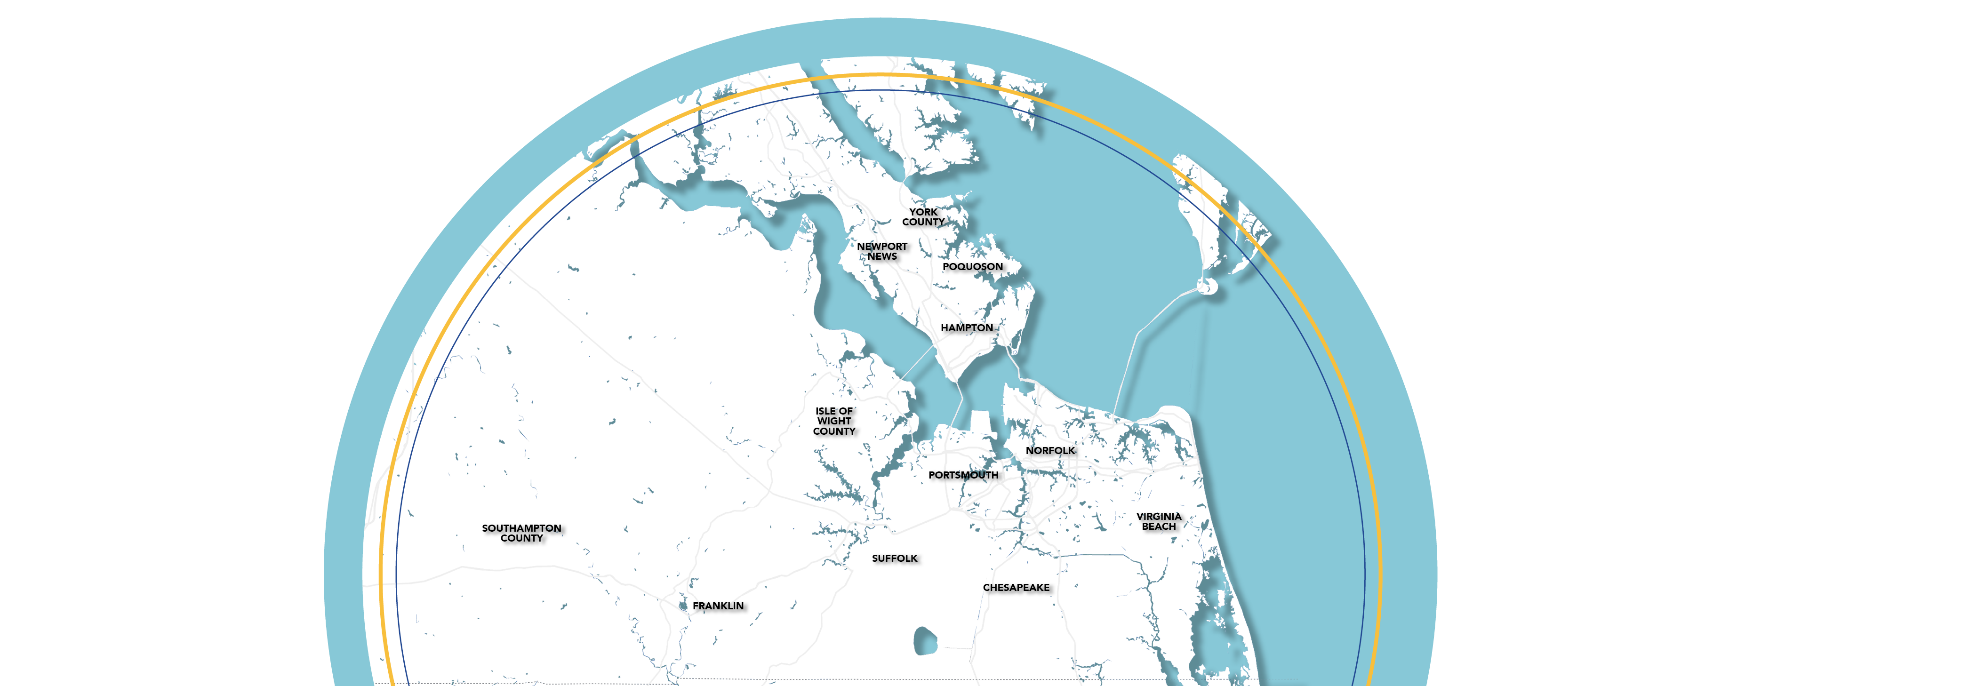 YORK
COUNTY
NEWPORT
NEWS
POQUOSON
HAMPTON
ISLE OF
WIGHT
COUNTY
NORFOLK
PORTSMOUTH
VIRGINIA
BEACH
SOUTHAMPTON
COUNTY
SUFFOLK
CHESAPEAKE
FRANKLIN